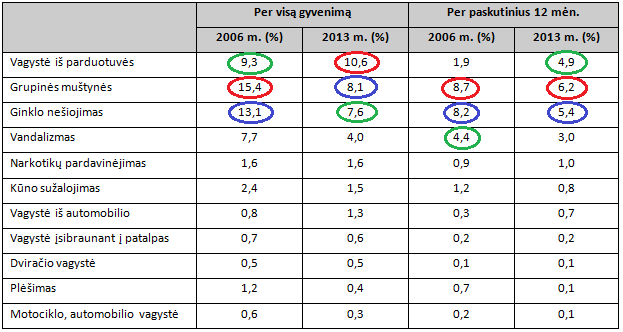 Per visą gyvenimą Per paskutinius 12 mėn.
2006 m. (%) 2013 m. (%) 2006 m. (%) 2013 m. (%)
Vagystė iš parduotuvės 9,3 10,6 1,9 4,9
Grupinės muštynės 15,4 8,1 8,7 6,2
Ginklo nešiojimas 13,1 7,6 8,2 5,4
Vandalizmas 7,7 4,0 4,4 3,0
Narkotikų pardavinėjimas 1,6 1,6 0,9 1,0
Kūno sužalojimas 2,4 1,5 1,2 0,8
Vagystė iš automobilio 0,8 1,3 0,3 0,7
Vagystė įsibraunant į patalpas 0,7 0,6 0,2 0,2
Dviračio vagystė 0,5 0,5 0,1 0,1
Plėšimas 1,2 0,4 0,7 0,1
Motociklo, automobilio vagystė 0,6 0,3 0,2 0,1